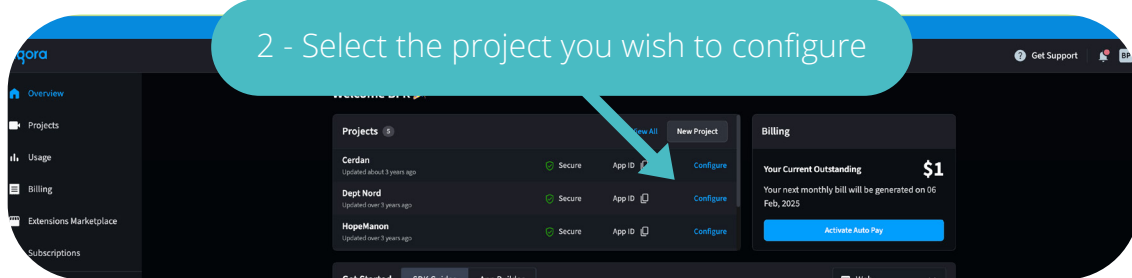 2 - Select the project you wish to configure
gora
Get Support
BP
Overview
Projects
Usage
Billing
Extensions Marketplace
Subscriptions
Projects 5
View All
New Project
Cerdan
Updated about 3 years ago
Secure
App ID
Configure
Dept Nord
Updated over 3 years ago
Secure
App ID
Configure
HopeManon
Updated over 3 years ago
Secure
App ID
Configure
Billing
Your Current Outstanding
$1
Your next monthly bill will be generated on 06
Feb, 2025
Activate Auto Pay